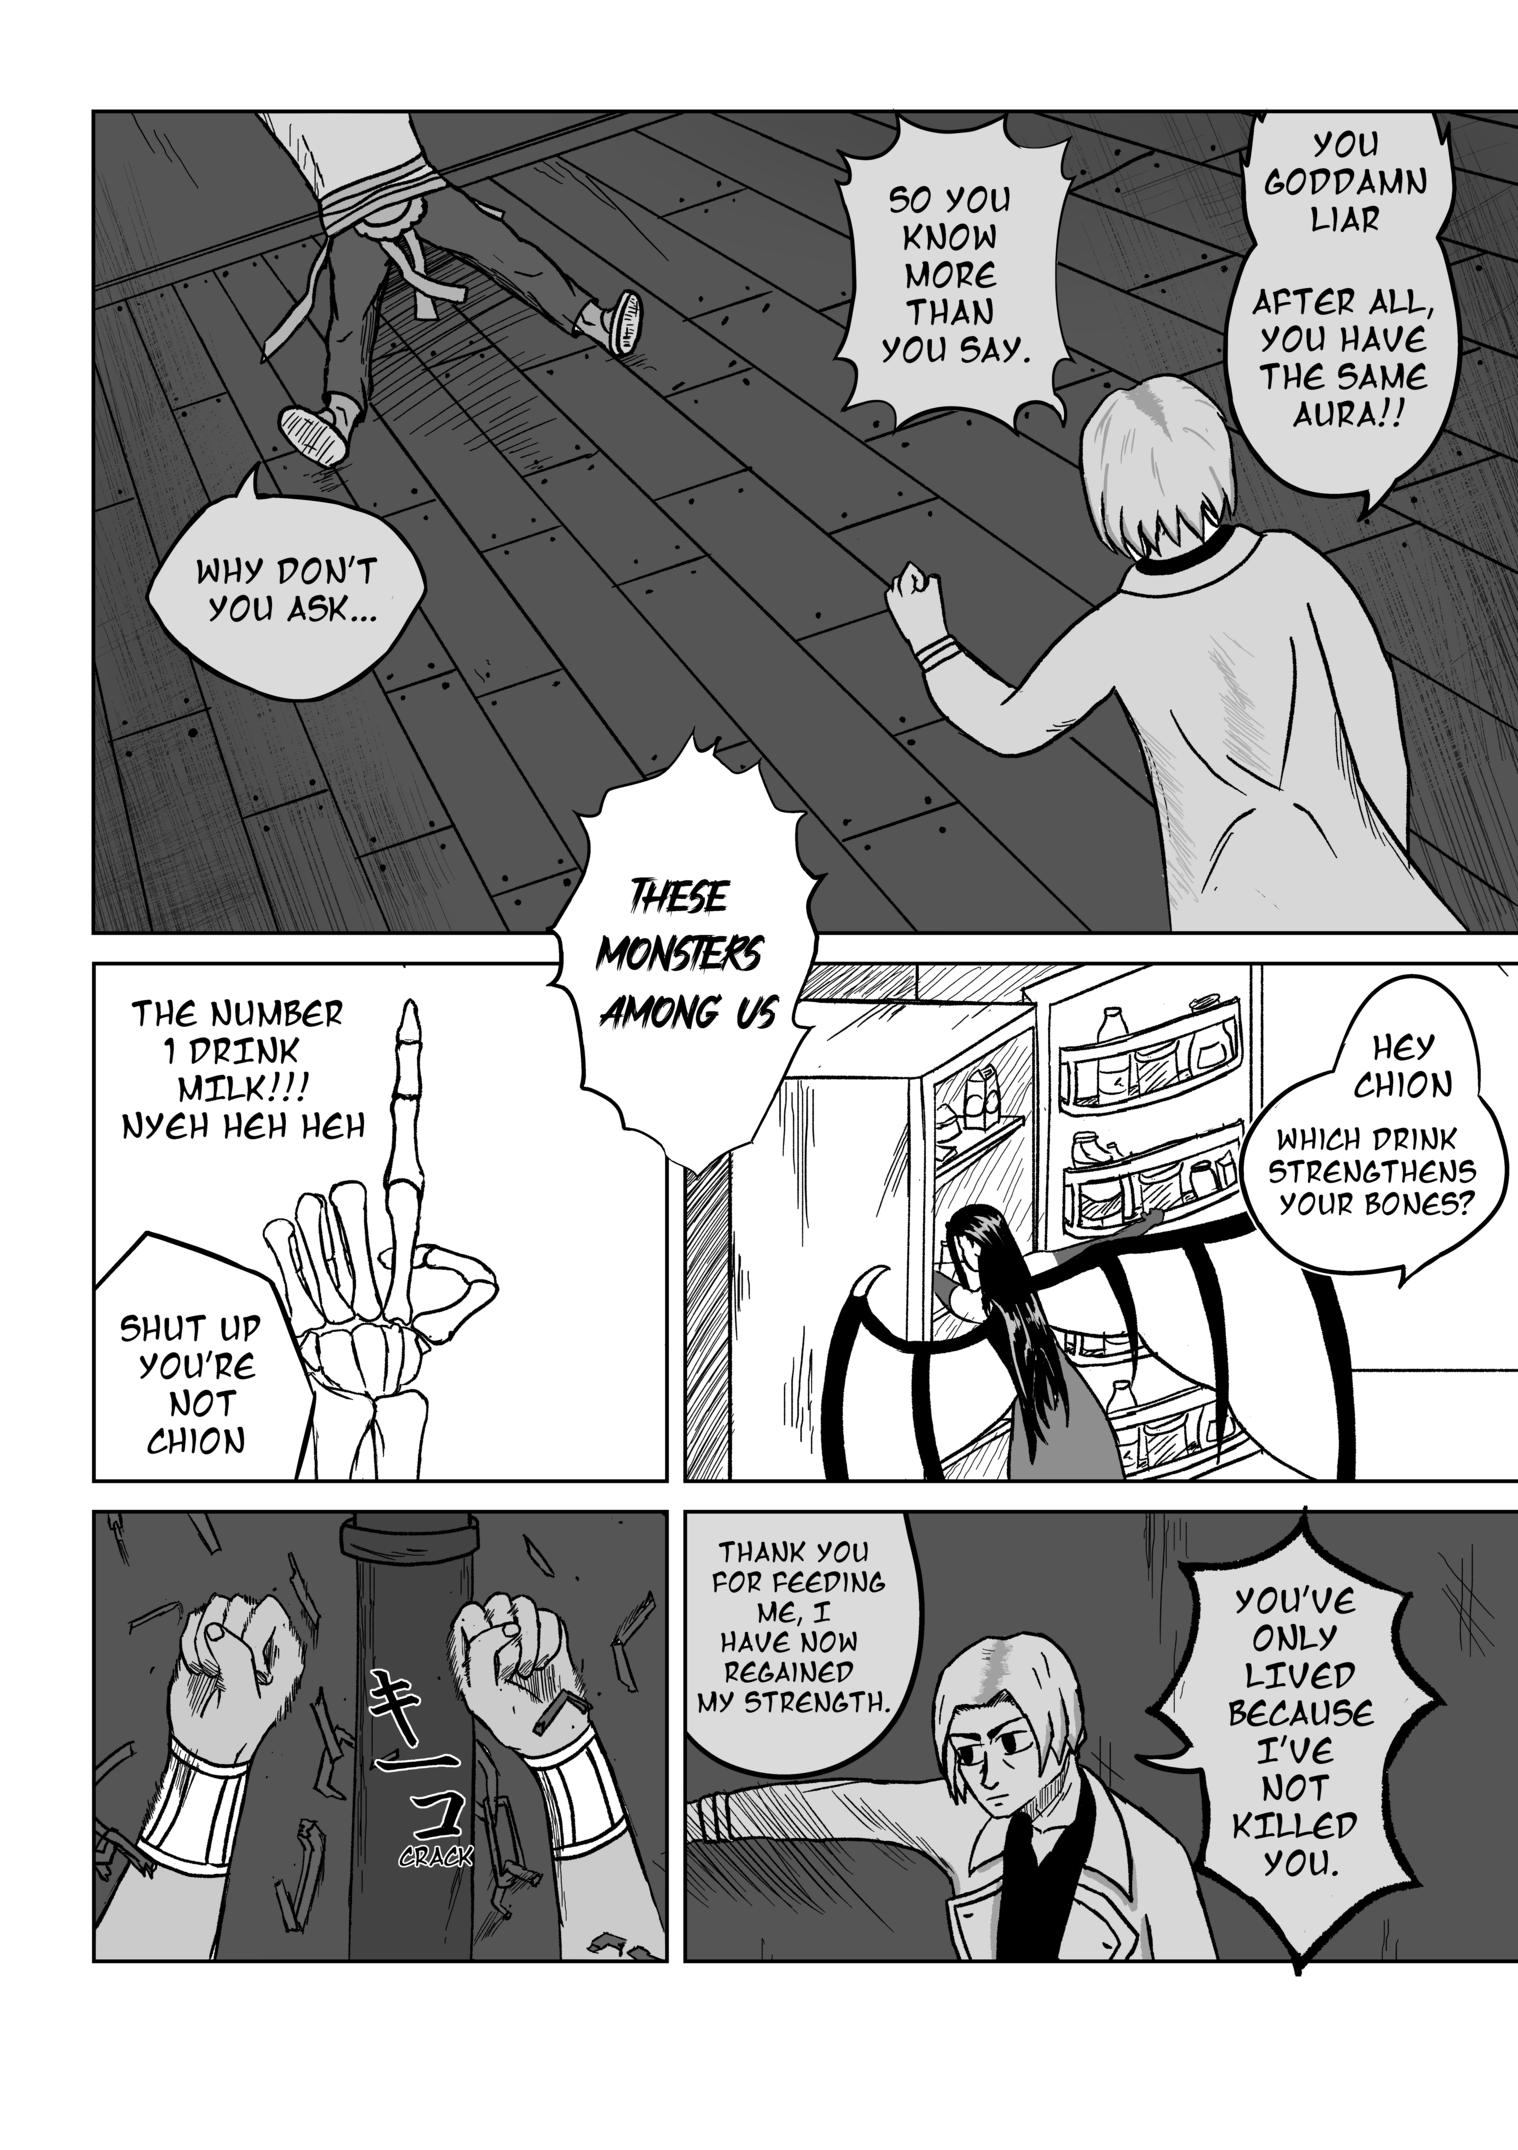 YOU
GODDAMN
LIAR
AFTER ALL,
YOU HAVE
THE SAME
AURA!!
SO YOU
KNOW
MORE
THAN
YOU SAY.
WHY DON'T
YOU ASK...
THESE
MONSTERS
AMONG US
HEY
CHION
WHICH DRINK
STRENGTHENS
YOUR BONES?
THE NUMBER
1 DRINK
MILK!!!
NYEH HEH HEH
SHUT UP
YOU'RE
NOT
CHION
YOU'VE
ONLY
LIVED
BECAUSE
I'VE
NOT
KILLED
YOU.
THANK YOU
FOR FEEDING
ME, I
HAVE NOW
REGAINED
MY STRENGTH.
キーコ
CRACK